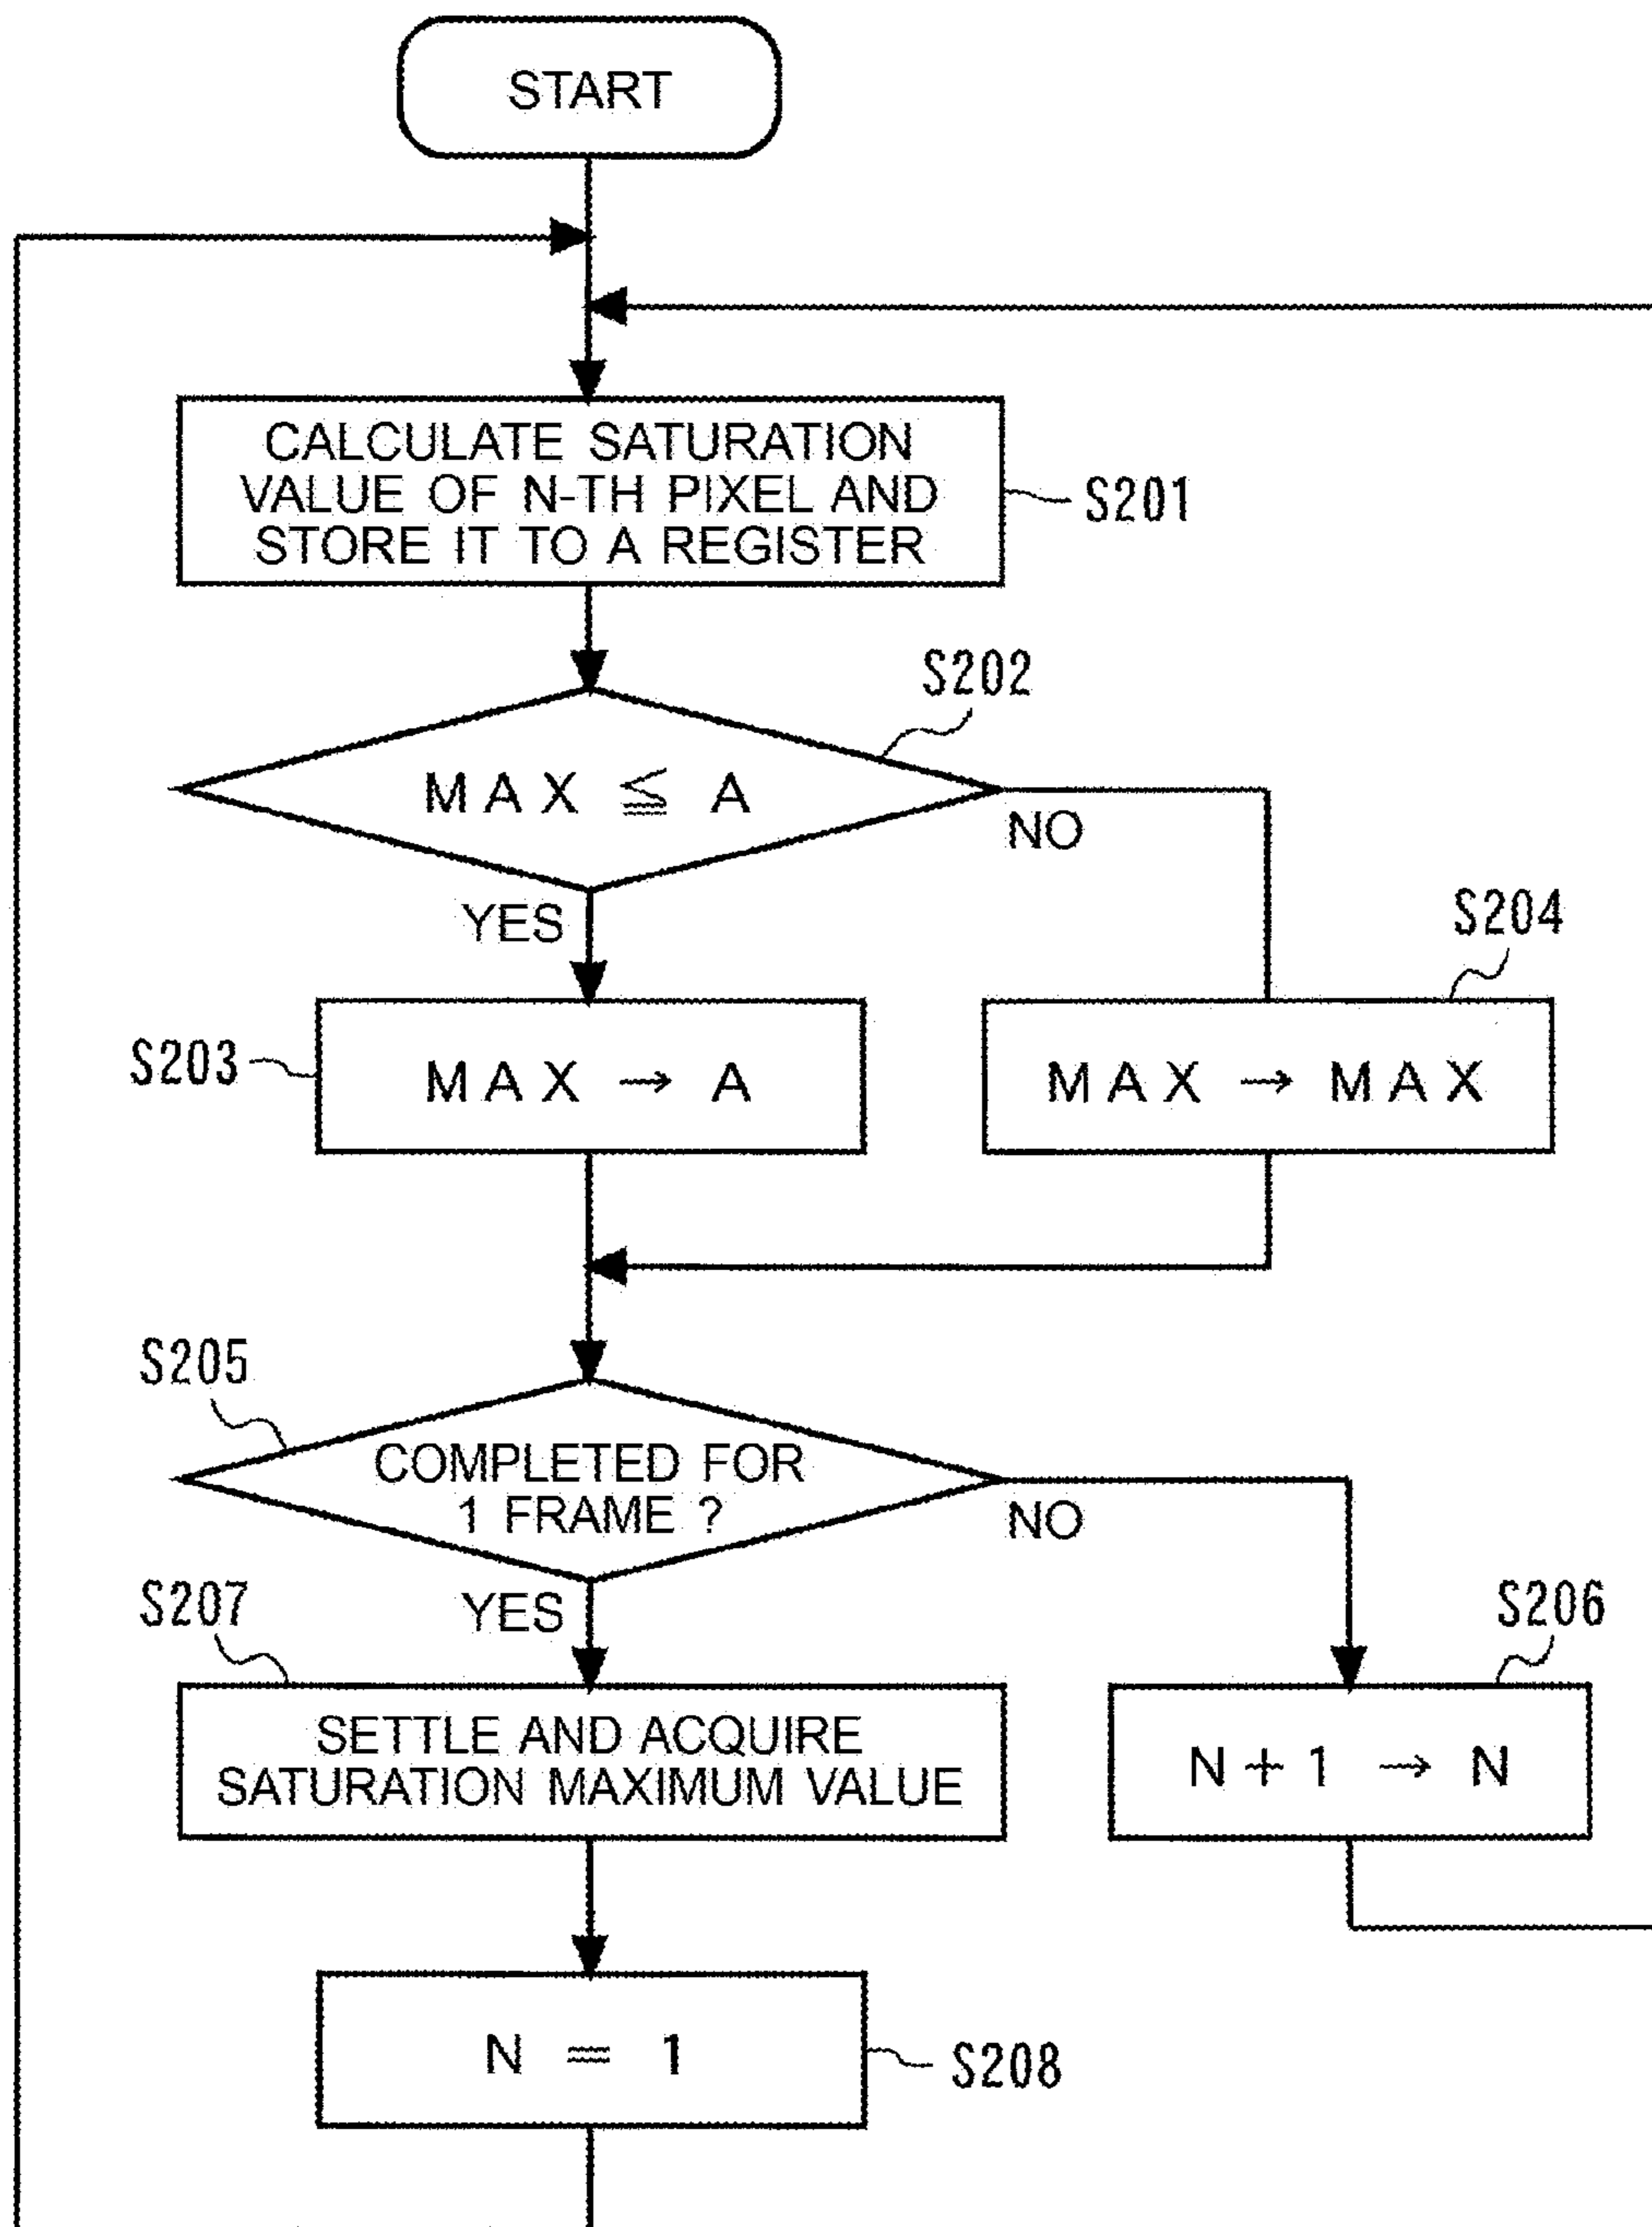 START
CALCULATE SATURATION
VALUE OF N-TH PIXEL AND
STORE IT TO A REGISTER
S201
S202
MAX ≦ A
NO
YES
S204
S203
MAX → A
MAX → MAX
S205
COMPLETED FOR
1 FRAME ?
NO
YES
S207
S206
SETTLE AND ACQUIRE
SATURATION MAXIMUM VALUE
N + 1 → N
N = 1
S208